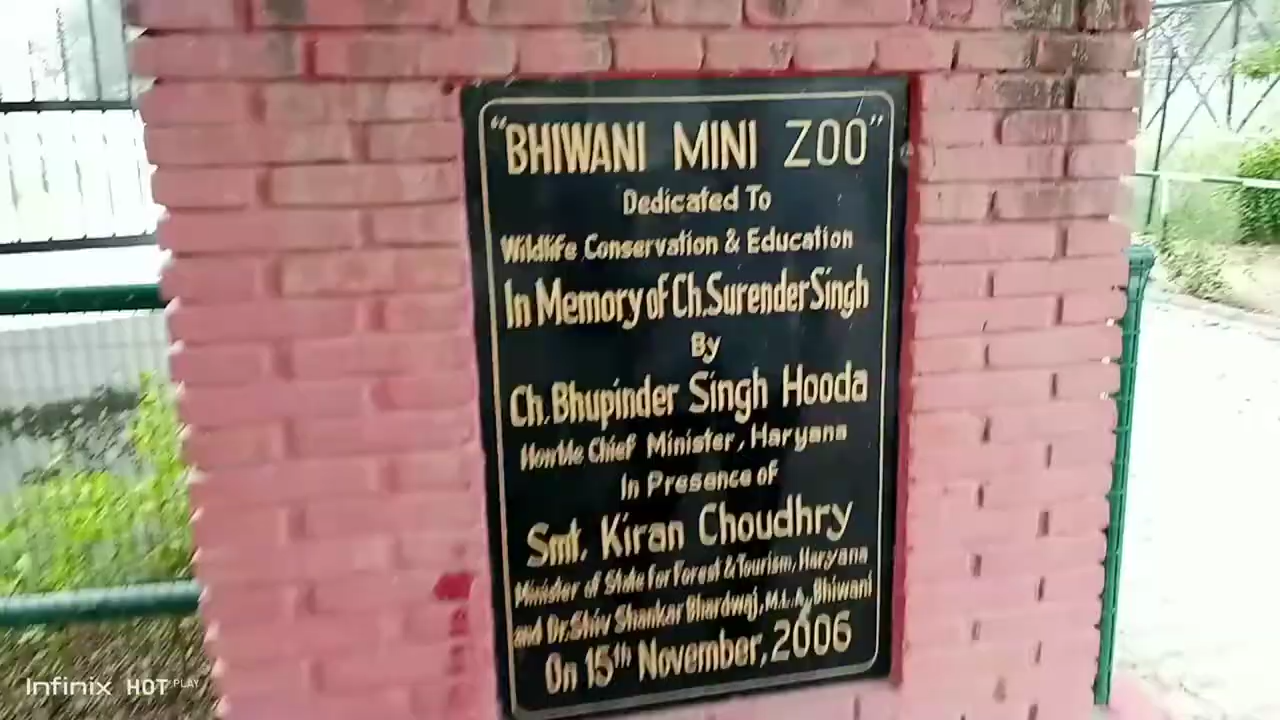 "BHIWANI MINI ZOO"
Dedicated To
Wildlife Conservation & Education
In Memory of Ch. Surender Singh
By
Ch. Bhupinder Singh Hooda
Hon'ble Chief Minister, Haryana
In Presence of
Smt. Kiran Choudhry
Minister of State for Forest & Tourism, Haryana
and Dr. Shiv Shankar Bhardwaj, M.L.A, Bhiwani
On 15th November, 2006
Infinix HOT PLAY